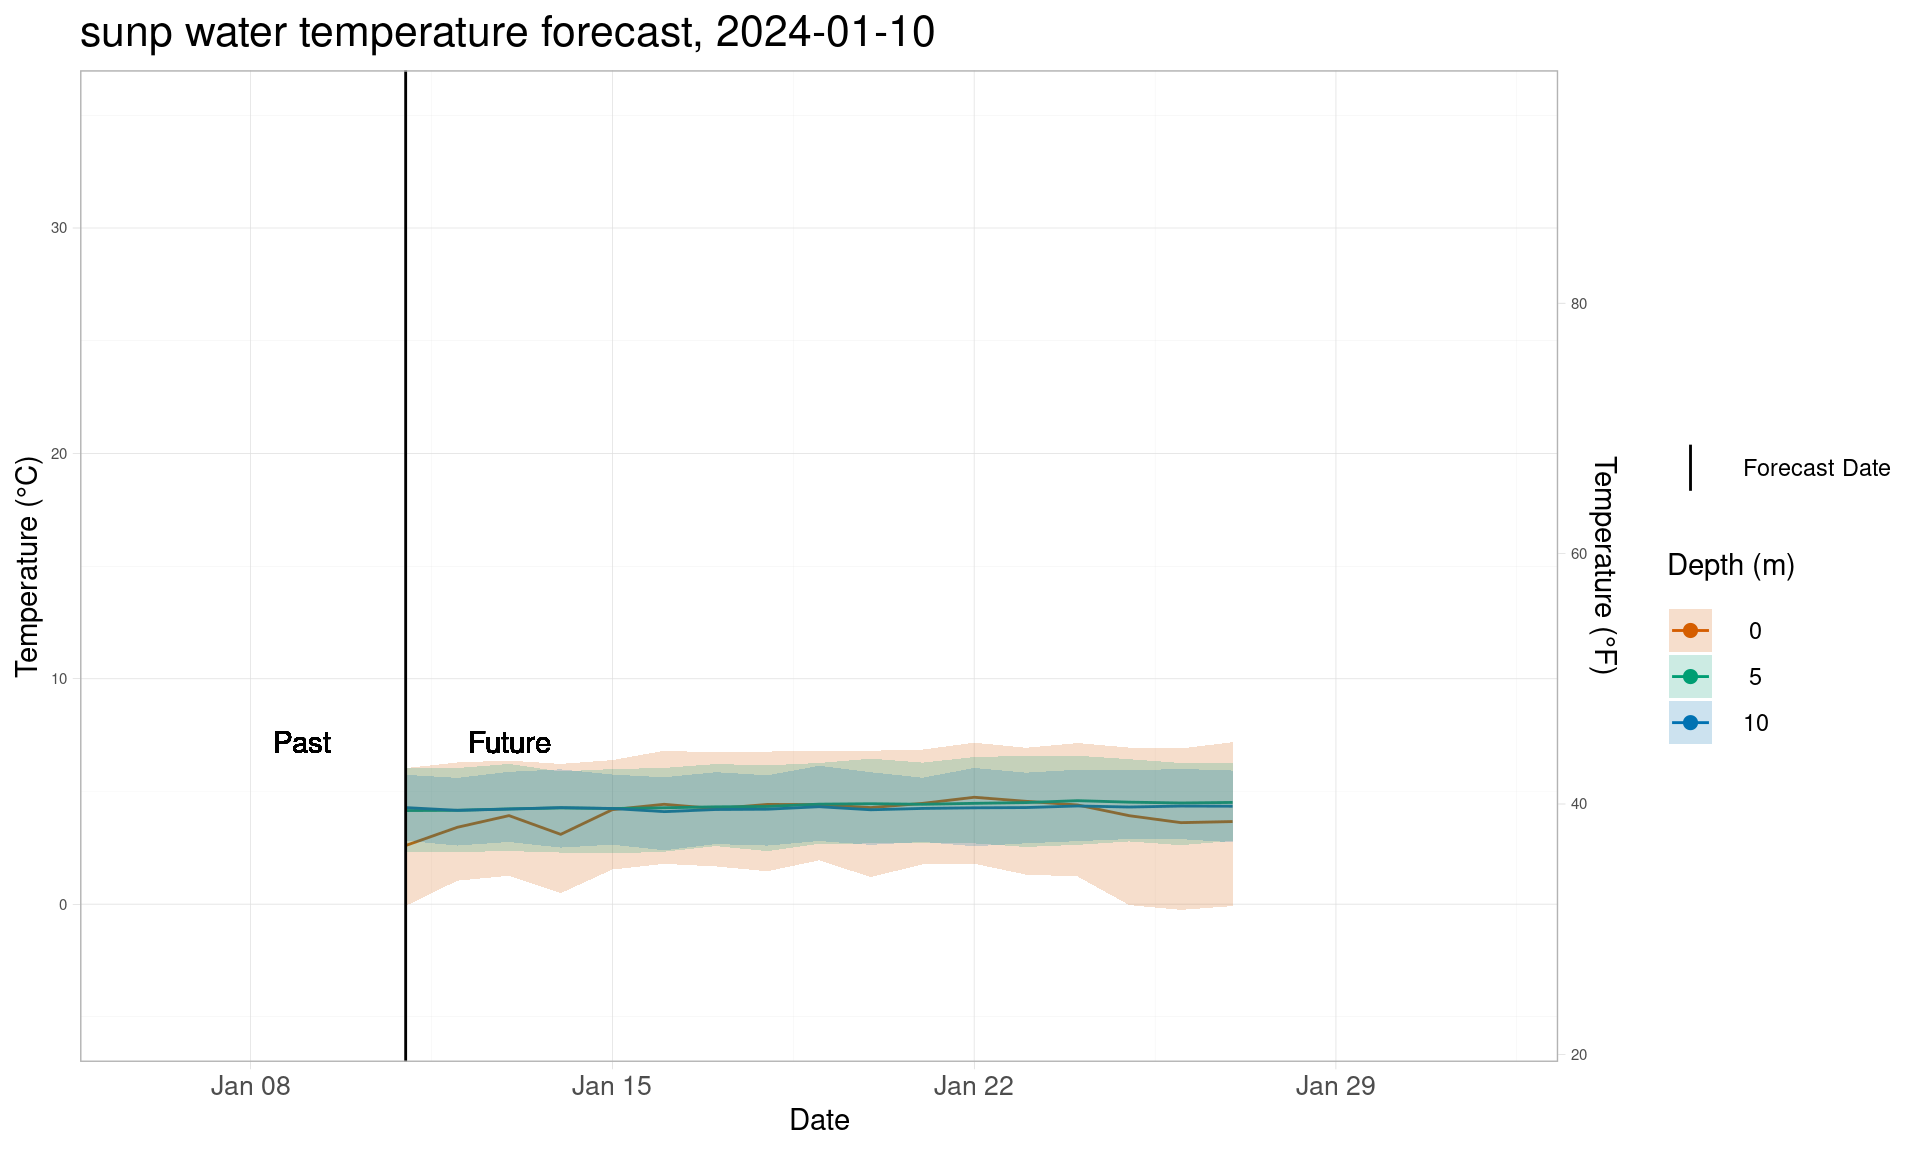 sunp water temperature forecast, 2024-01-10
Temperature (°C)
30
20
10
0
Past
Future
80
60
40
20
Temperature (°F)
Jan 08
Jan 15
Jan 22
Jan 29
Date
Forecast Date
Depth (m)
0
5
10